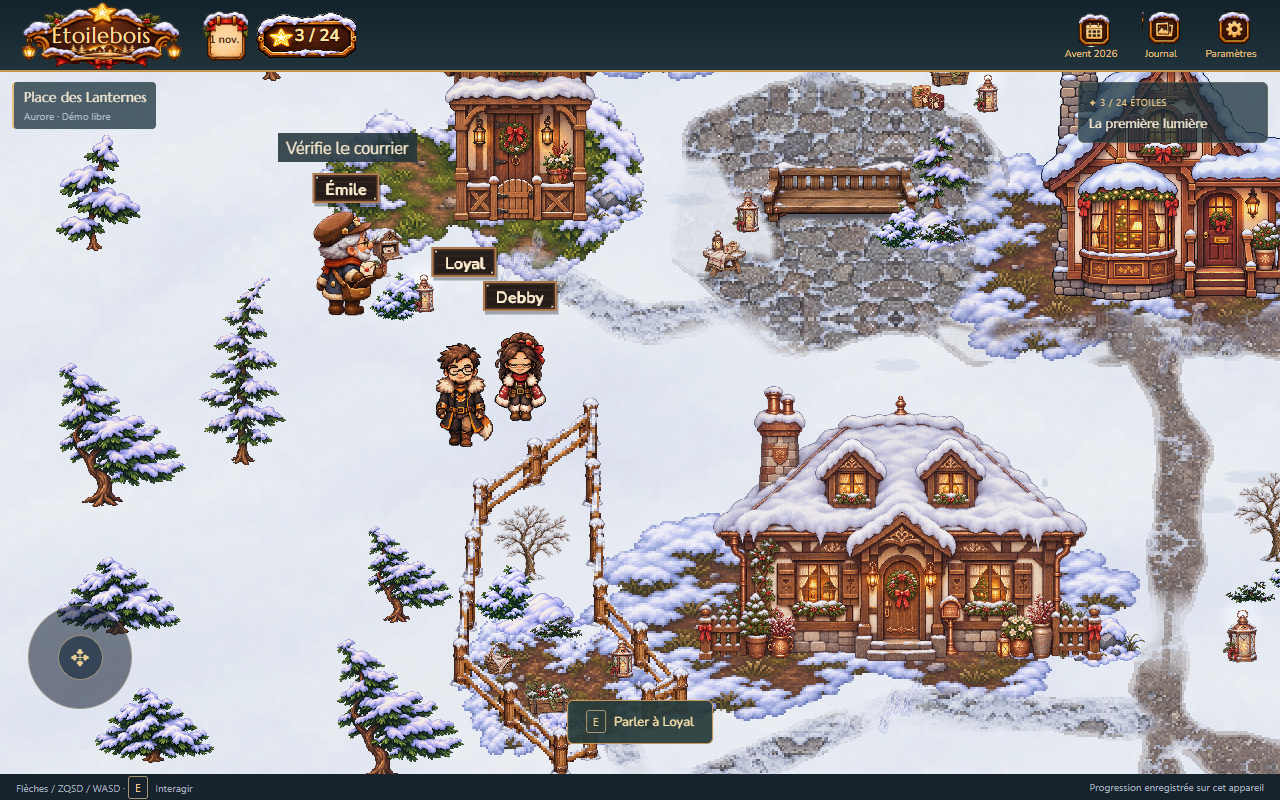 Étoilebois
1 nov.
3 / 24
Avent 2026
Journal
Paramètres
Place des Lanternes
Aurore · Démo libre
✦ 3 / 24 ÉTOILES
La première lumière
Vérifie le courrier
Émile
Loyal
Debby
E Parler à Loyal
Flèches / ZQSD / WASD · E Interagir
Progression enregistrée sur cet appareil